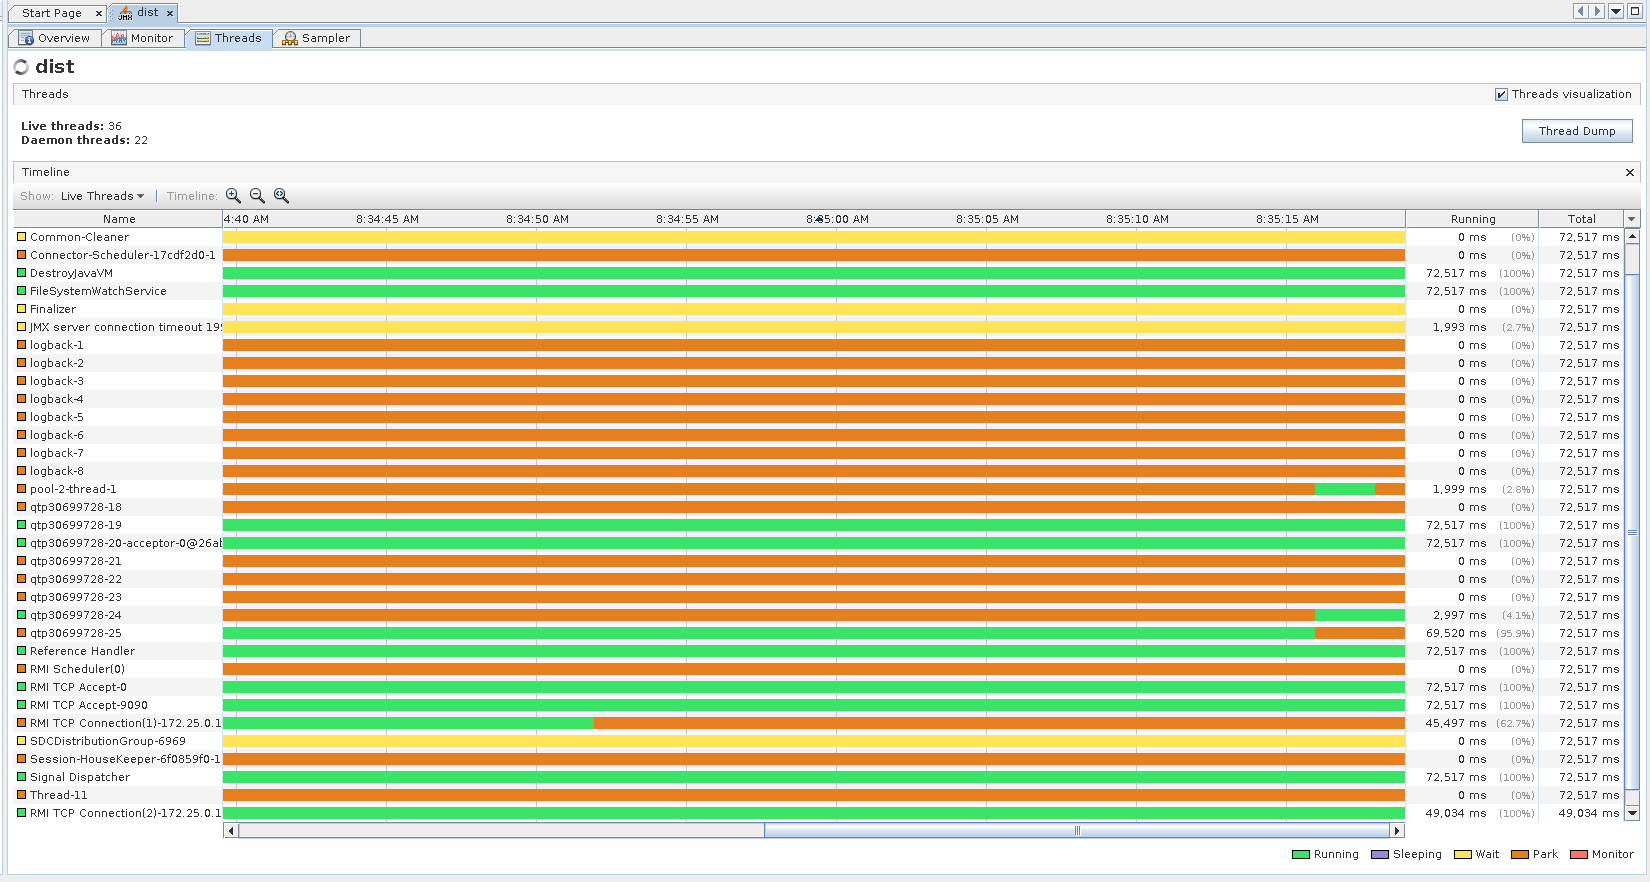 Start Page × dist ×
Overview Monitor Threads Sampler
dist
Threads Threads visualization
Live threads: 36
Daemon threads: 22
Thread Dump
Timeline ×
Show: Live Threads Timeline:
Name 4:40 AM 8:34:45 AM 8:34:50 AM 8:34:55 AM 8:35:00 AM 8:35:05 AM 8:35:10 AM 8:35:15 AM Running Total
Common-Cleaner 0 ms (0%) 72,517 ms
Connector-Scheduler-17cdf2d0-1 0 ms (0%) 72,517 ms
DestroyJavaVM 72,517 ms (100%) 72,517 ms
FileSystemWatchService 72,517 ms (100%) 72,517 ms
Finalizer 0 ms (0%) 72,517 ms
JMX server connection timeout 19 1,993 ms (2.7%) 72,517 ms
logback-1 0 ms (0%) 72,517 ms
logback-2 0 ms (0%) 72,517 ms
logback-3 0 ms (0%) 72,517 ms
logback-4 0 ms (0%) 72,517 ms
logback-5 0 ms (0%) 72,517 ms
logback-6 0 ms (0%) 72,517 ms
logback-7 0 ms (0%) 72,517 ms
logback-8 0 ms (0%) 72,517 ms
pool-2-thread-1 1,999 ms (2.8%) 72,517 ms
qtp30699728-18 0 ms (0%) 72,517 ms
qtp30699728-19 72,517 ms (100%) 72,517 ms
qtp30699728-20-acceptor-0@26a 72,517 ms (100%) 72,517 ms
qtp30699728-21 0 ms (0%) 72,517 ms
qtp30699728-22 0 ms (0%) 72,517 ms
qtp30699728-23 0 ms (0%) 72,517 ms
qtp30699728-24 2,997 ms (4.1%) 72,517 ms
qtp30699728-25 69,520 ms (95.9%) 72,517 ms
Reference Handler 72,517 ms (100%) 72,517 ms
RMI Scheduler(0) 0 ms (0%) 72,517 ms
RMI TCP Accept-0 72,517 ms (100%) 72,517 ms
RMI TCP Accept-9090 72,517 ms (100%) 72,517 ms
RMI TCP Connection(1)-172.25.0.1 45,497 ms (62.7%) 72,517 ms
SDCDistributionGroup-6969 0 ms (0%) 72,517 ms
Session-HouseKeeper-6f0859f0-1 0 ms (0%) 72,517 ms
Signal Dispatcher 72,517 ms (100%) 72,517 ms
Thread-11 0 ms (0%) 72,517 ms
RMI TCP Connection(2)-172.25.0.1 49,034 ms (100%) 49,034 ms
Running Sleeping Wait Park Monitor